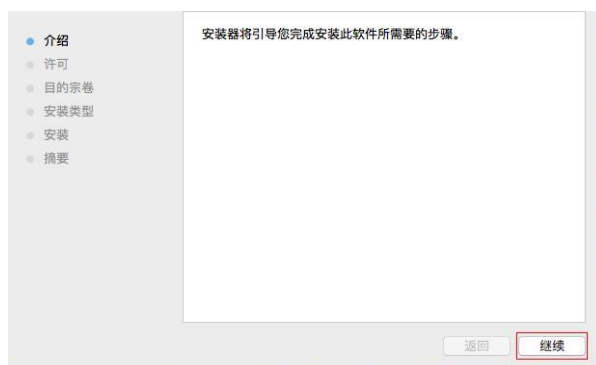 介绍
许可
目的宗卷
安装类型
安装
摘要
安装器将引导您完成安装此软件所需要的步骤。
返回
继续